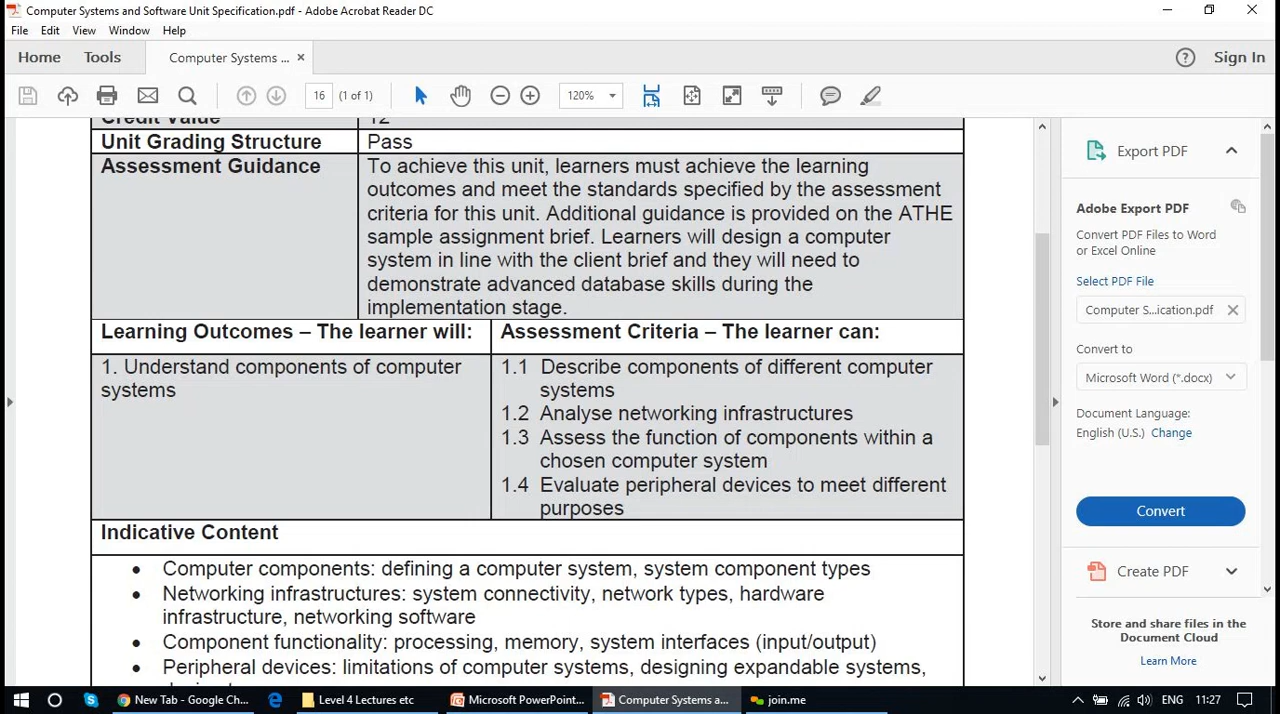 Computer Systems and Software Unit Specification.pdf - Adobe Acrobat Reader DC
File Edit View Window Help
Home Tools Computer Systems ... × Sign In
16 (1 of 1) 120%
Credit Value 12
Unit Grading Structure Pass
Assessment Guidance To achieve this unit, learners must achieve the learning
outcomes and meet the standards specified by the assessment
criteria for this unit. Additional guidance is provided on the ATHE
sample assignment brief. Learners will design a computer
system in line with the client brief and they will need to
demonstrate advanced database skills during the
implementation stage.
Learning Outcomes – The learner will: Assessment Criteria – The learner can:
1. Understand components of computer
systems
1.1 Describe components of different computer
systems
1.2 Analyse networking infrastructures
1.3 Assess the function of components within a
chosen computer system
1.4 Evaluate peripheral devices to meet different
purposes
Indicative Content
• Computer components: defining a computer system, system component types
• Networking infrastructures: system connectivity, network types, hardware
infrastructure, networking software
• Component functionality: processing, memory, system interfaces (input/output)
• Peripheral devices: limitations of computer systems, designing expandable systems,
Export PDF
Adobe Export PDF
Convert PDF Files to Word
or Excel Online
Select PDF File
Computer S...ication.pdf
Convert to
Microsoft Word (*.docx)
Document Language:
English (U.S.) Change
Convert
Create PDF
Store and share files in the
Document Cloud
Learn More
New Tab - Google Ch... Level 4 Lectures etc Microsoft PowerPoint... Computer Systems a... join.me ENG 11:27